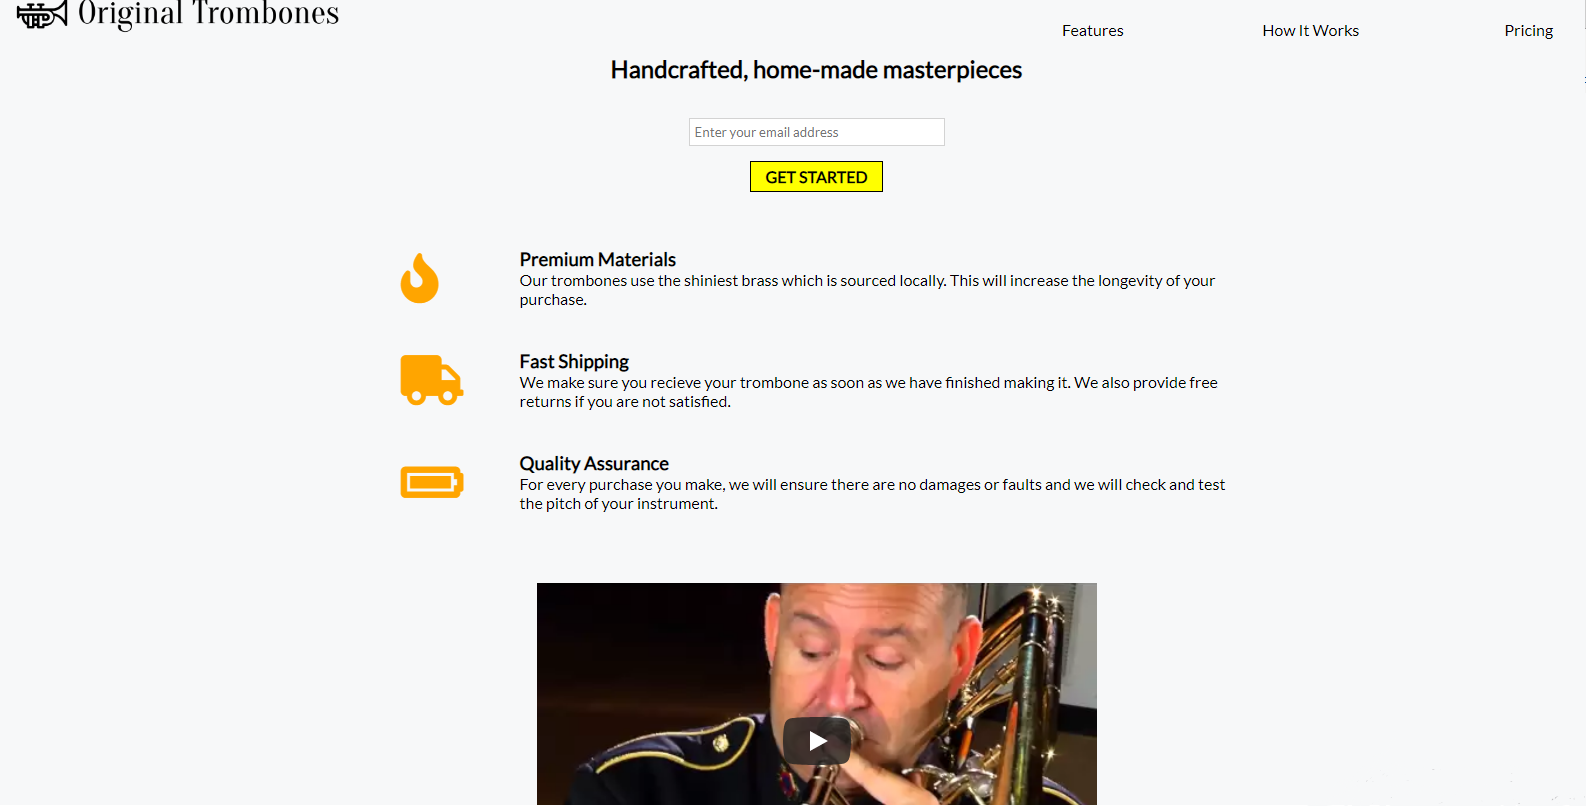 Original Trombones
Features
How It Works
Pricing
Handcrafted, home-made masterpieces
Enter your email address
GET STARTED
Premium Materials
Our trombones use the shiniest brass which is sourced locally. This will increase the longevity of your
purchase.
Fast Shipping
We make sure you recieve your trombone as soon as we have finished making it. We also provide free
returns if you are not satisfied.
Quality Assurance
For every purchase you make, we will ensure there are no damages or faults and we will check and test
the pitch of your instrument.